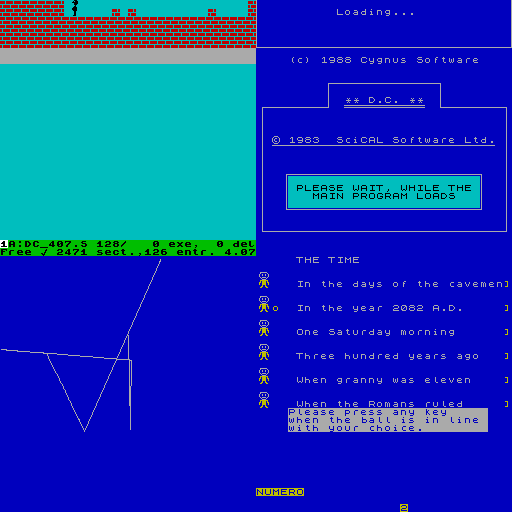 Loading...
(c) 1988 Cygnus Software
** D.C. **
© 1983 SciCAL Software Ltd.
PLEASE WAIT, WHILE THE
MAIN PROGRAM LOADS
1A:DC_407.S 128/ 0 exe, 0 del
Free √ 2471 sect.,126 entr. 4.07
THE TIME
In the days of the cavemen]
In the year 2082 A.D. ]
One Saturday morning ]
Three hundred years ago ]
When granny was eleven ]
When the Romans ruled ]
Please press any key
when the ball is in line
with your choice.
NUMERO
2